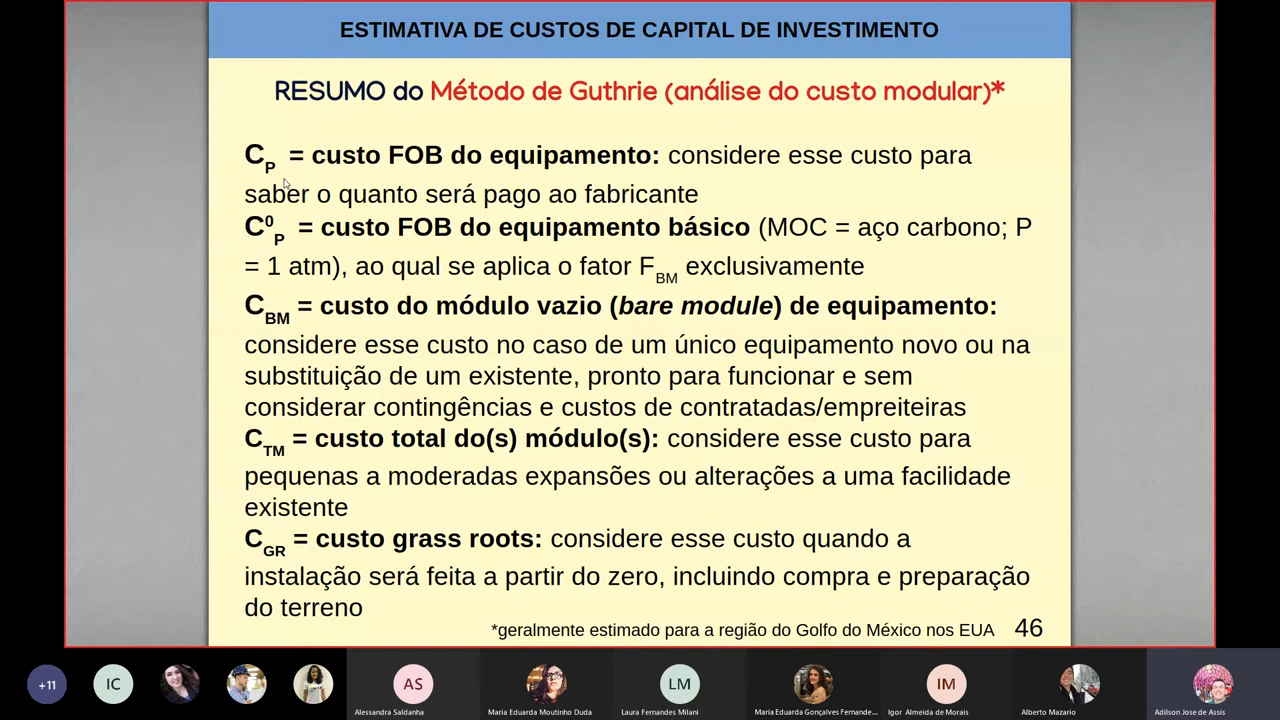 ESTIMATIVA DE CUSTOS DE CAPITAL DE INVESTIMENTO
RESUMO do Método de Guthrie (análise do custo modular)*
CP = custo FOB do equipamento: considere esse custo para
saber o quanto será pago ao fabricante
C0P = custo FOB do equipamento básico (MOC = aço carbono; P
= 1 atm), ao qual se aplica o fator FBM exclusivamente
CBM = custo do módulo vazio (bare module) de equipamento:
considere esse custo no caso de um único equipamento novo ou na
substituição de um existente, pronto para funcionar e sem
considerar contingências e custos de contratadas/empreiteiras
CTM = custo total do(s) módulo(s): considere esse custo para
pequenas a moderadas expansões ou alterações a uma facilidade
existente
CGR = custo grass roots: considere esse custo quando a
instalação será feita a partir do zero, incluindo compra e preparação
do terreno
*geralmente estimado para a região do Golfo do México nos EUA 46
+11 IC AS LM IM
Alessandra Saldanha Maria Eduarda Moutinho Duda Laura Fernandes Milani Maria Eduarda Gonçalves Fernande... Igor Almeida de Morais Alberto Mazario Adilson Jose de Assis